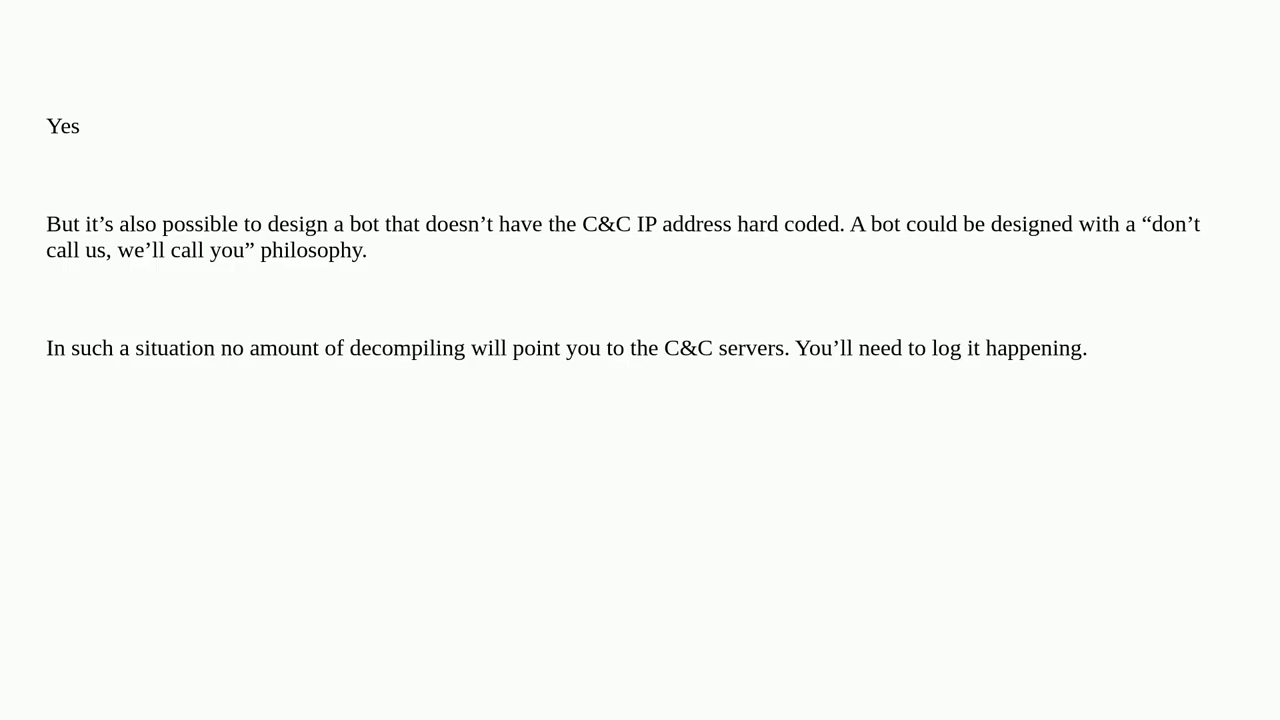 Yes
But it’s also possible to design a bot that doesn’t have the C&C IP address hard coded. A bot could be designed with a “don’t
call us, we’ll call you” philosophy.
In such a situation no amount of decompiling will point you to the C&C servers. You’ll need to log it happening.